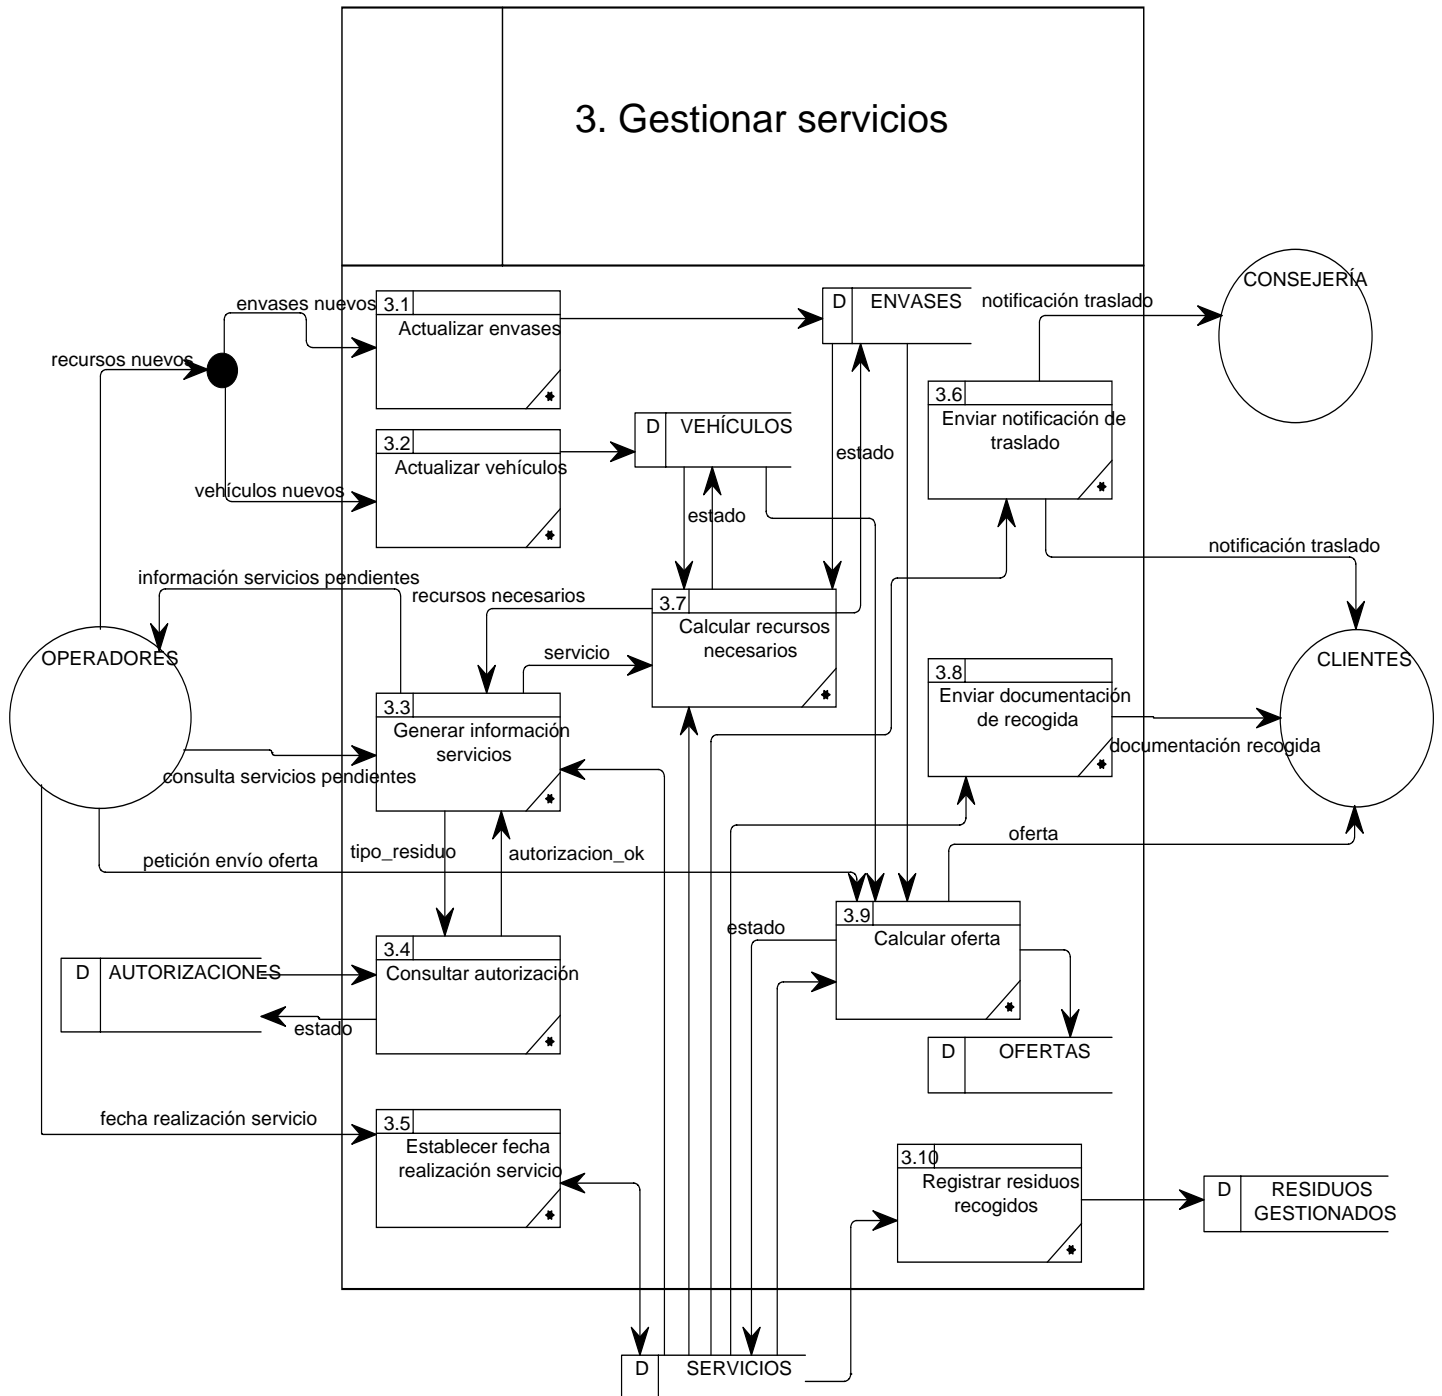 3. Gestionar servicios
CONSEJERÍA
envases nuevos
3.1
Actualizar envases
D
ENVASES
notificación traslado
recursos nuevos
3.6
Enviar notificación de
traslado
3.2
Actualizar vehículos
D
VEHÍCULOS
estado
vehículos nuevos
estado
notificación traslado
información servicios pendientes
recursos necesarios
3.7
Calcular recursos
necesarios
OPERADORES
servicio
3.8
Enviar documentación
de recogida
CLIENTES
3.3
Generar información
servicios
documentación recogida
consulta servicios pendientes
tipo_residuo
autorizacion_ok
petición envío oferta
oferta
3.9
Calcular oferta
estado
3.4
Consultar autorización
D
AUTORIZACIONES
estado
D
OFERTAS
fecha realización servicio
3.5
Establecer fecha
realización servicio
3.10
Registrar residuos
recogidos
D
RESIDUOS
GESTIONADOS
D
SERVICIOS